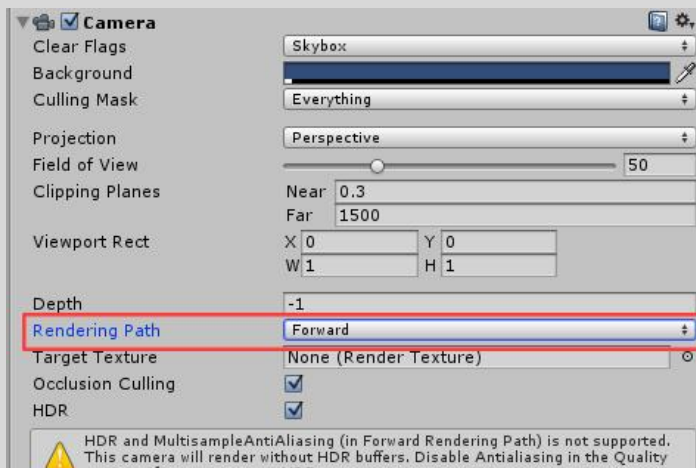 Camera
Clear Flags Skybox
Background
Culling Mask Everything
Projection Perspective
Field of View 50
Clipping Planes Near 0.3
Far 1500
Viewport Rect X 0 Y 0
W 1 H 1
Depth -1
Rendering Path Forward
Target Texture None (Render Texture)
Occlusion Culling
HDR
HDR and MultisampleAntiAliasing (in Forward Rendering Path) is not supported.
This camera will render without HDR buffers. Disable Antialiasing in the Quality